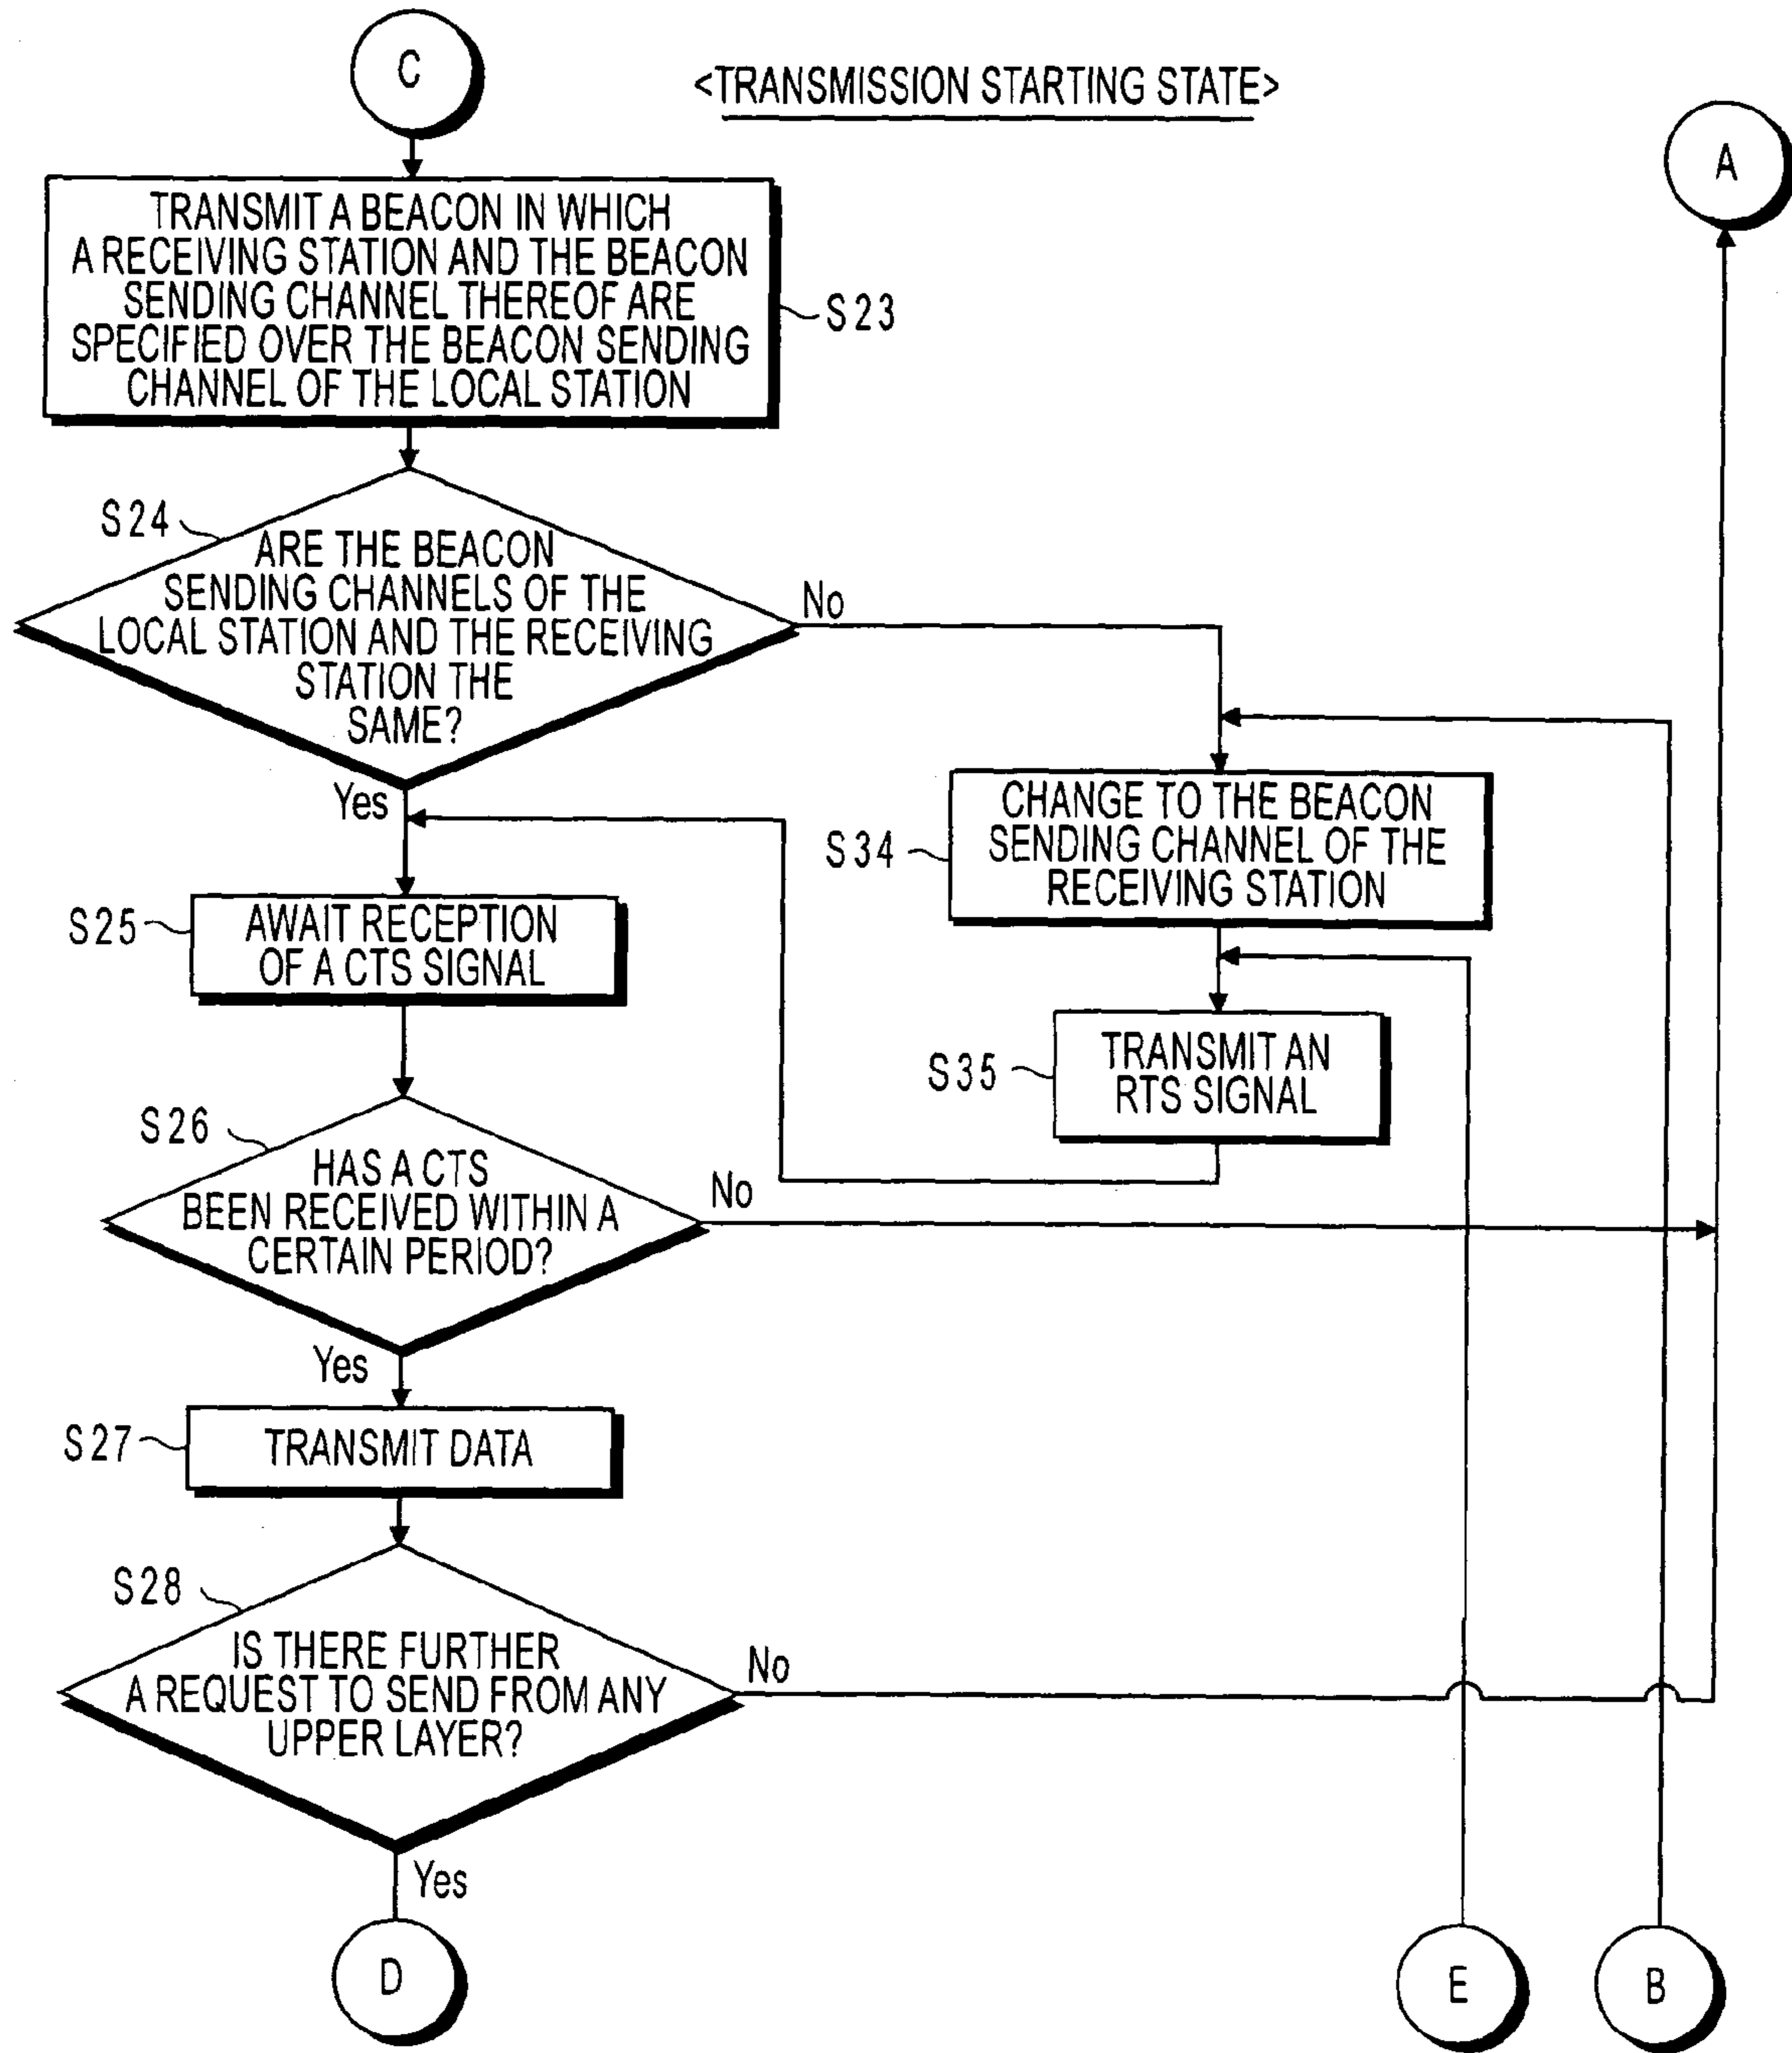 C
<TRANSMISSION STARTING STATE>
A
TRANSMIT A BEACON IN WHICH
A RECEIVING STATION AND THE BEACON
SENDING CHANNEL THEREOF ARE
SPECIFIED OVER THE BEACON SENDING
CHANNEL OF THE LOCAL STATION
S23
S24
ARE THE BEACON
SENDING CHANNELS OF THE
LOCAL STATION AND THE RECEIVING
STATION THE
SAME?
No
Yes
S34
CHANGE TO THE BEACON
SENDING CHANNEL OF THE
RECEIVING STATION
S25
AWAIT RECEPTION
OF A CTS SIGNAL
S35
TRANSMIT AN
RTS SIGNAL
S26
HAS A CTS
BEEN RECEIVED WITHIN A
CERTAIN PERIOD?
No
Yes
S27
TRANSMIT DATA
S28
IS THERE FURTHER
A REQUEST TO SEND FROM ANY
UPPER LAYER?
No
Yes
D
E
B